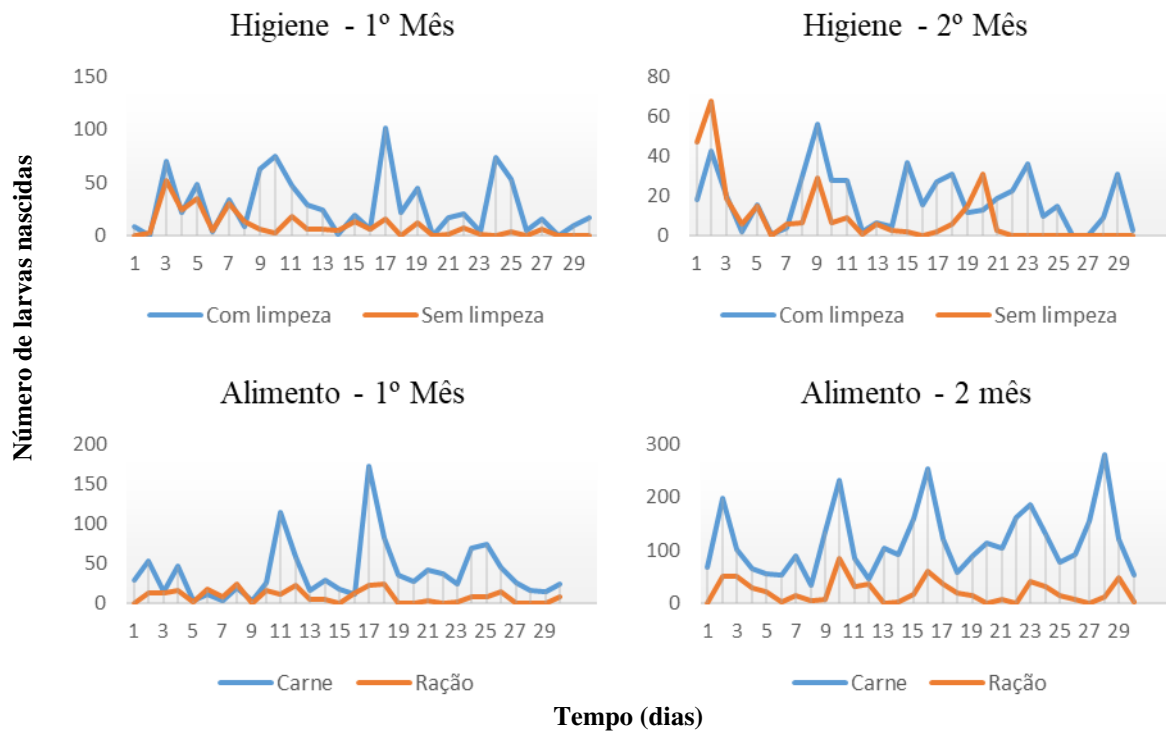 Higiene - 1º Mês
150
100
50
0
1 3 5 7 9 11 13 15 17 19 21 23 25 27 29
Com limpeza Sem limpeza
Higiene - 2º Mês
80
60
40
20
0
1 3 5 7 9 11 13 15 17 19 21 23 25 27 29
Com limpeza Sem limpeza
Número de larvas nascidas
Alimento - 1º Mês
200
150
100
50
0
1 3 5 7 9 11 13 15 17 19 21 23 25 27 29
Carne Ração
Alimento - 2 mês
300
200
100
0
1 3 5 7 9 11 13 15 17 19 21 23 25 27 29
Carne Ração
Tempo (dias)